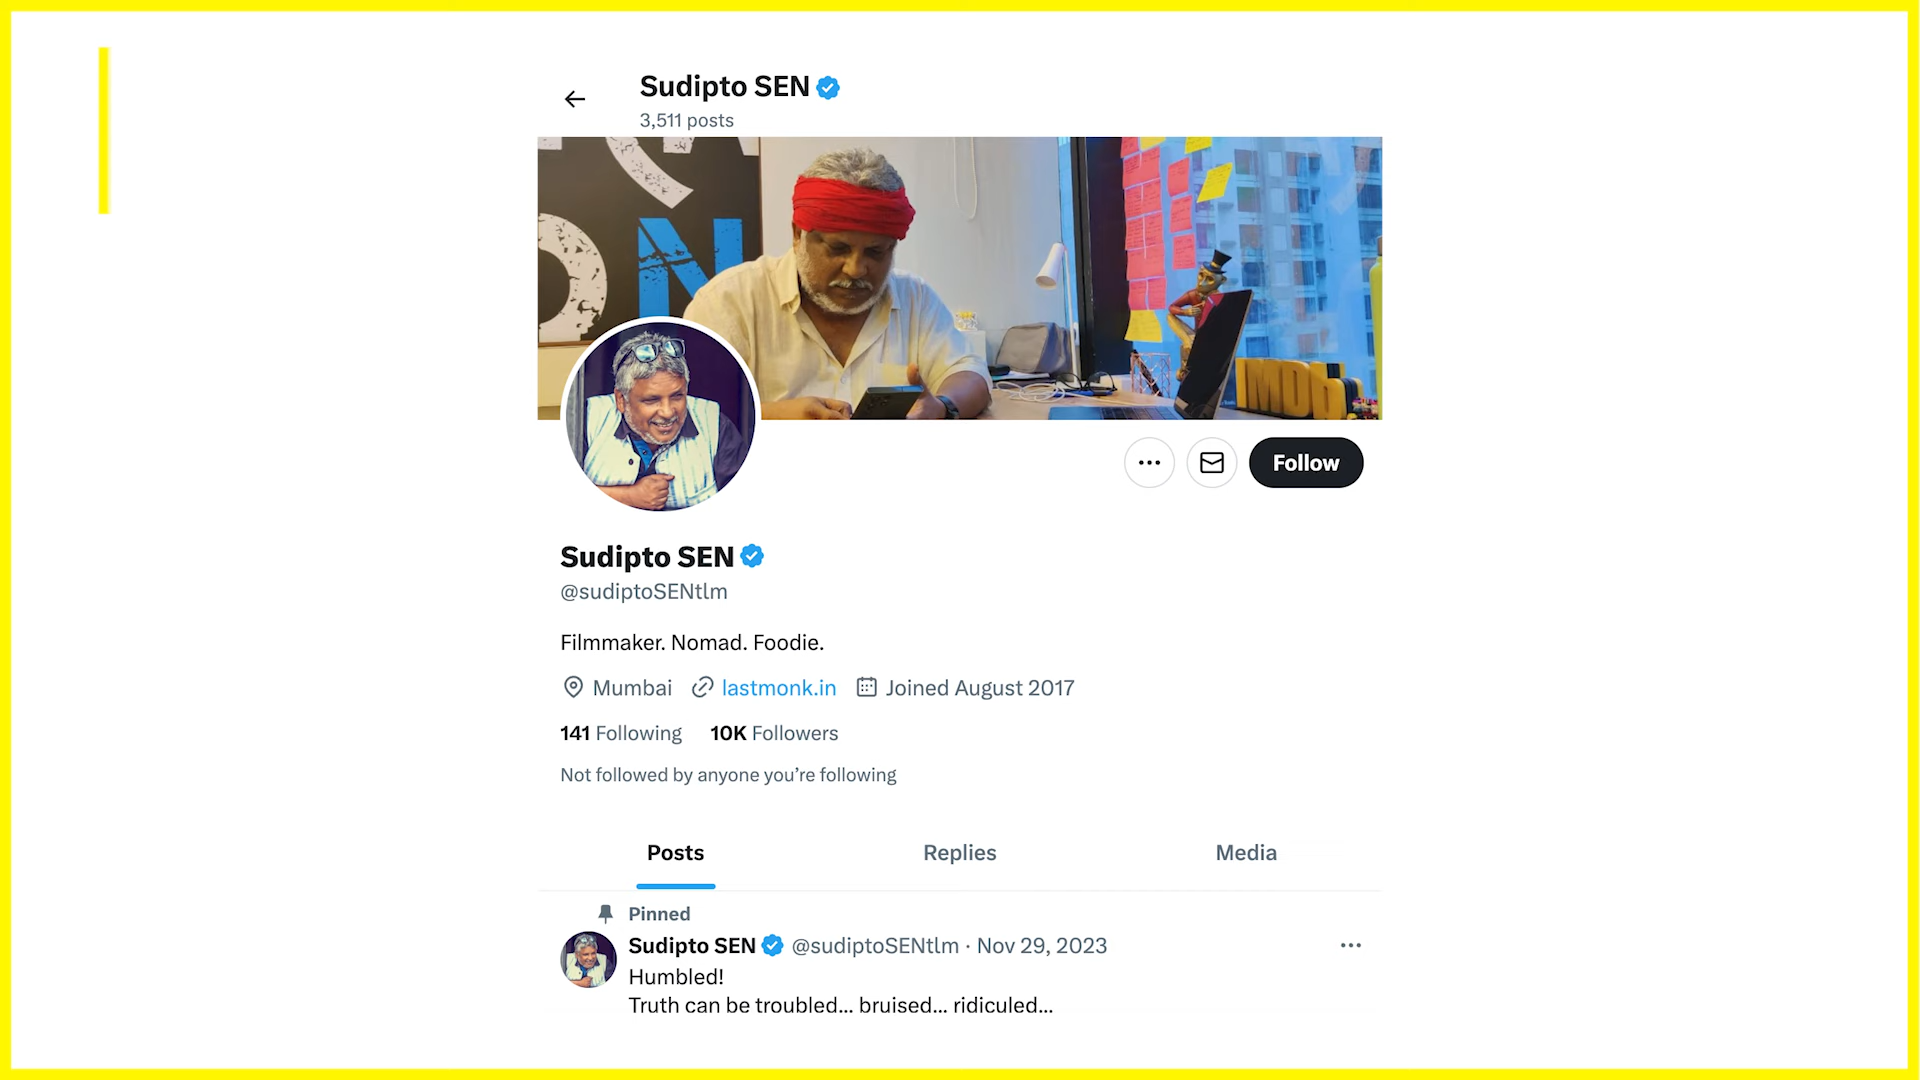 Sudipto SEN
3,511 posts
ON
IMDb
Follow
Sudipto SEN
@sudiptoSENtlm
Filmmaker. Nomad. Foodie.
Mumbai lastmonk.in Joined August 2017
141 Following 10K Followers
Not followed by anyone you’re following
Posts Replies Media
Pinned
Sudipto SEN @sudiptoSENtlm · Nov 29, 2023
Humbled!
Truth can be troubled... bruised... ridiculed...